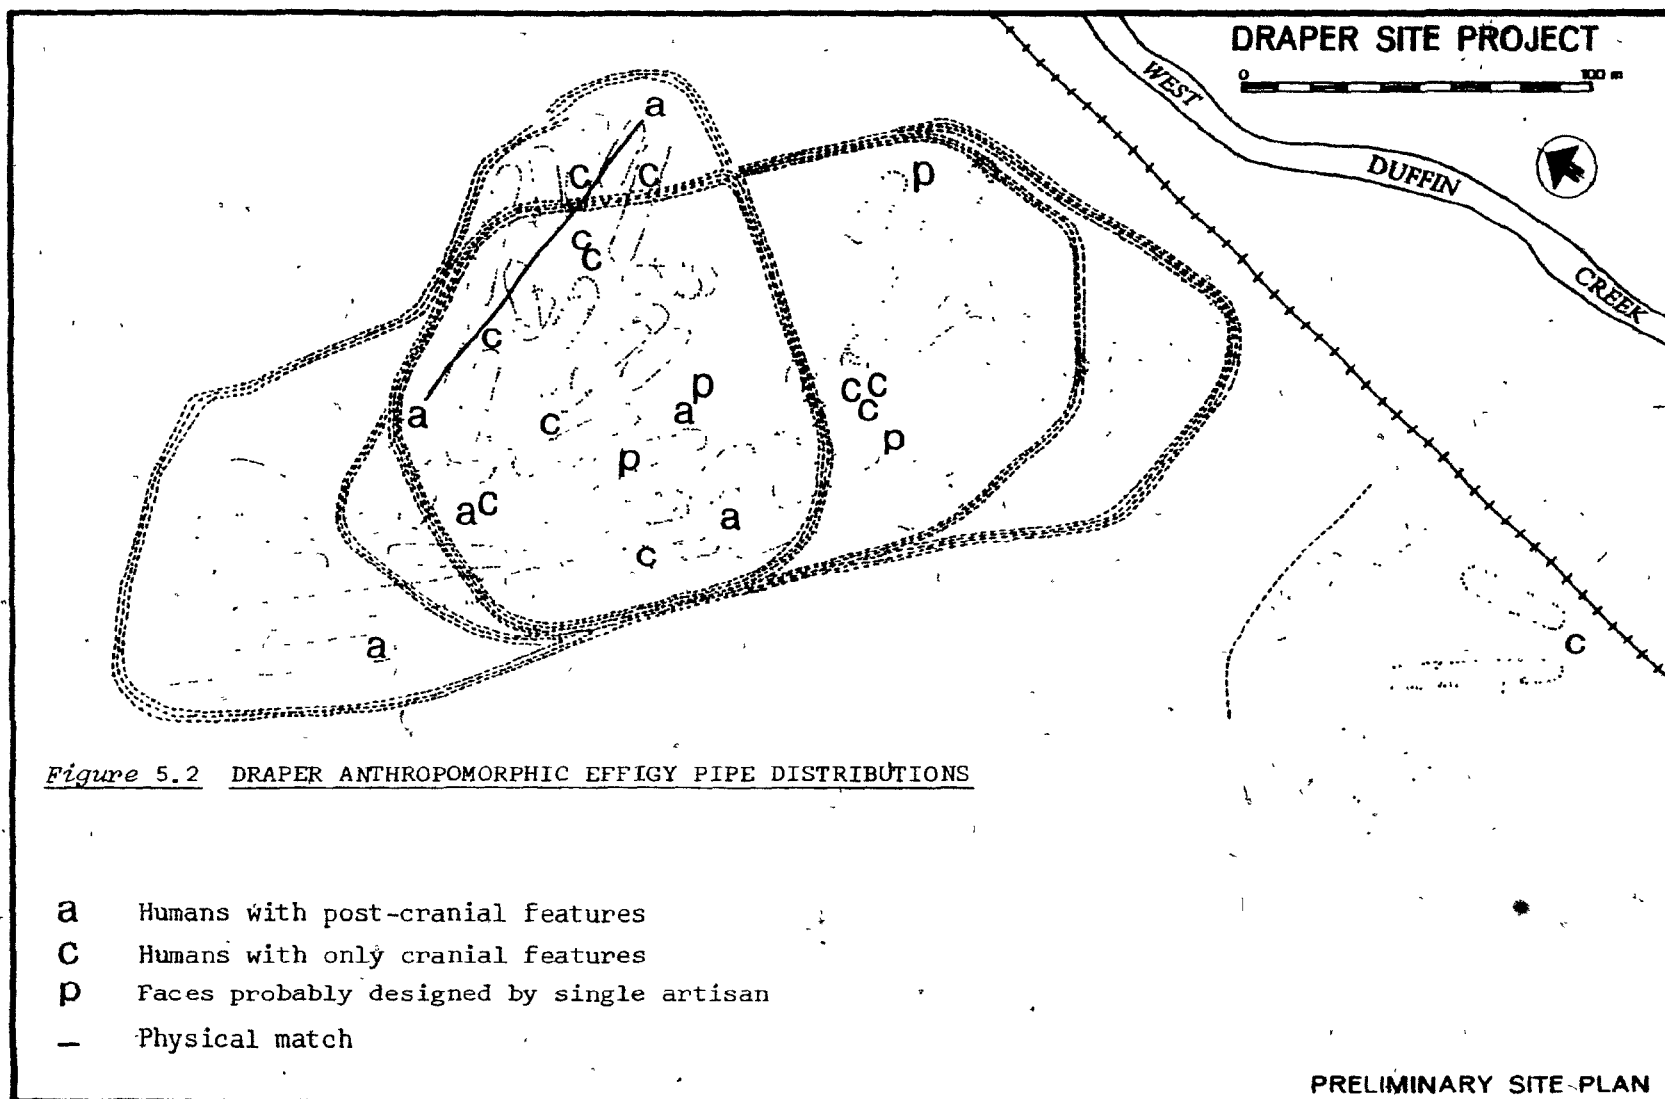 DRAPER SITE PROJECT
0 100 m
WEST
DUFFIN
CREEK
a
c c
p
c
c
c
p
c c
a c a c
p p
a c
a
c
a
c
Figure 5.2 DRAPER ANTHROPOMORPHIC EFFIGY PIPE DISTRIBUTIONS
a Humans with post-cranial features
c Humans with only cranial features
p Faces probably designed by single artisan
– Physical match
PRELIMINARY SITE PLAN